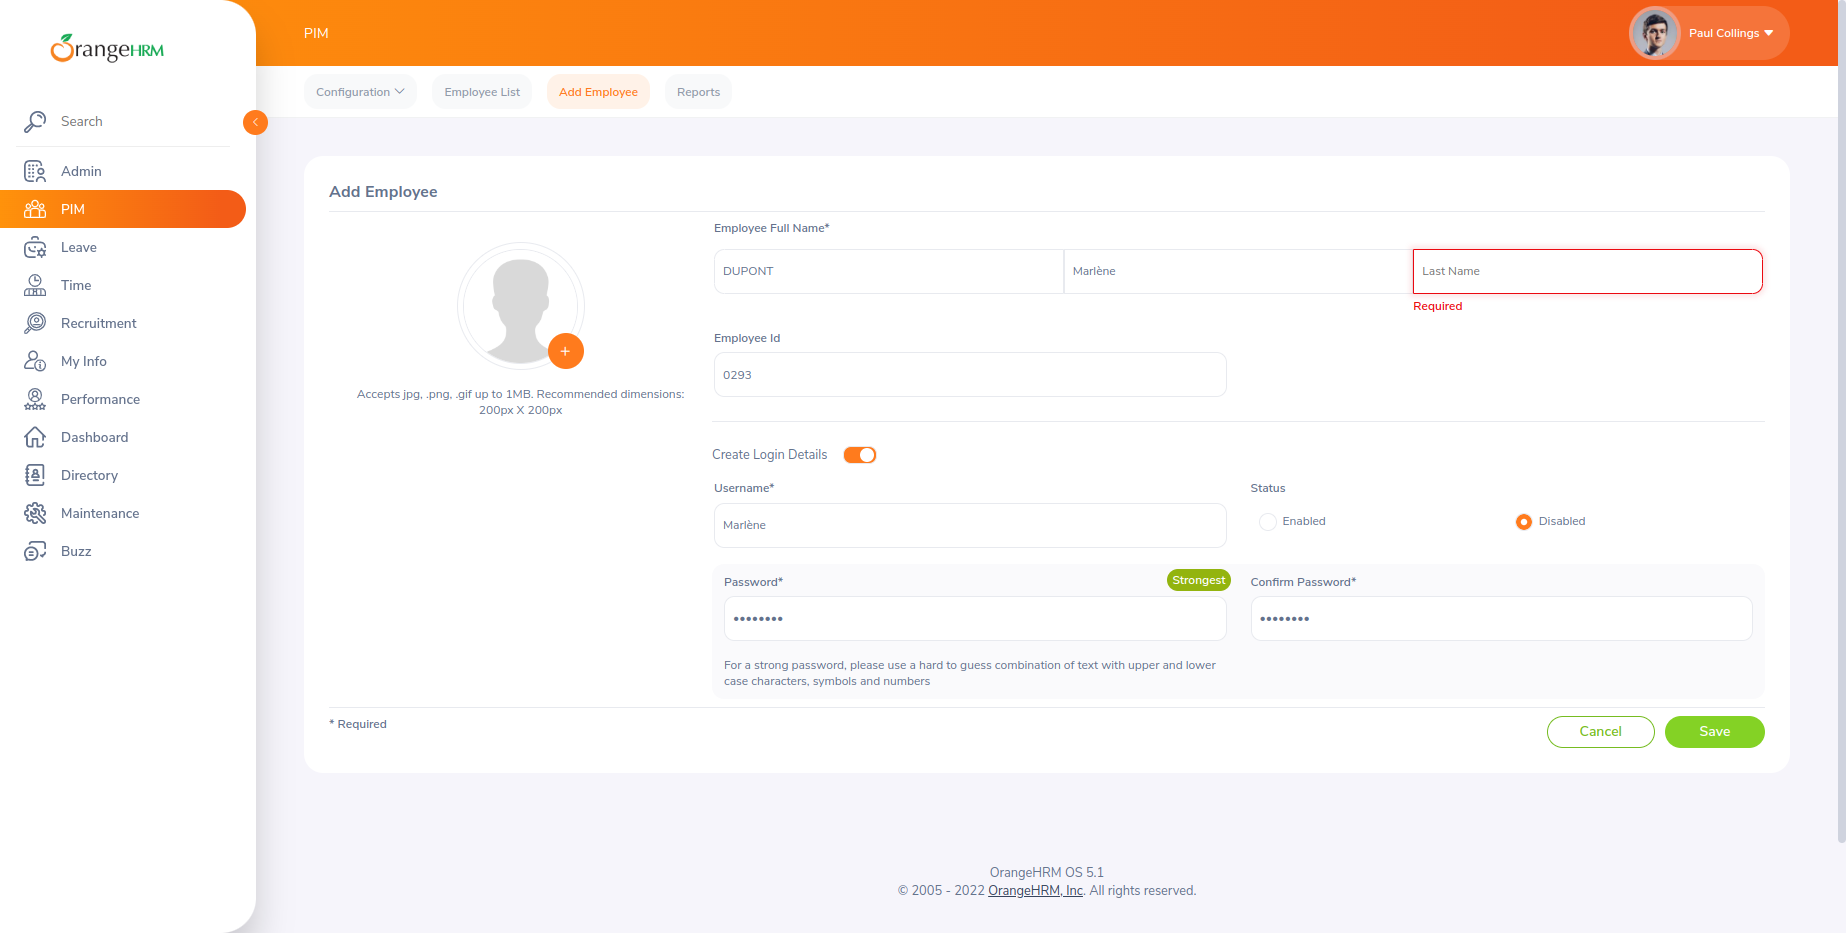 OrangeHRM
PIM
Paul Collings
Configuration
Employee List
Add Employee
Reports
Search
Admin
PIM
Leave
Time
Recruitment
My Info
Performance
Dashboard
Directory
Maintenance
Buzz
Add Employee
Accepts jpg, .png, .gif up to 1MB. Recommended dimensions:
200px X 200px
Employee Full Name*
DUPONT
Marlène
Last Name
Required
Employee Id
0293
Create Login Details
Username*
Marlène
Status
Enabled
Disabled
Password*
Strongest
••••••••
Confirm Password*
••••••••
For a strong password, please use a hard to guess combination of text with upper and lower
case characters, symbols and numbers
* Required
Cancel
Save
OrangeHRM OS 5.1
© 2005 - 2022 OrangeHRM, Inc. All rights reserved.